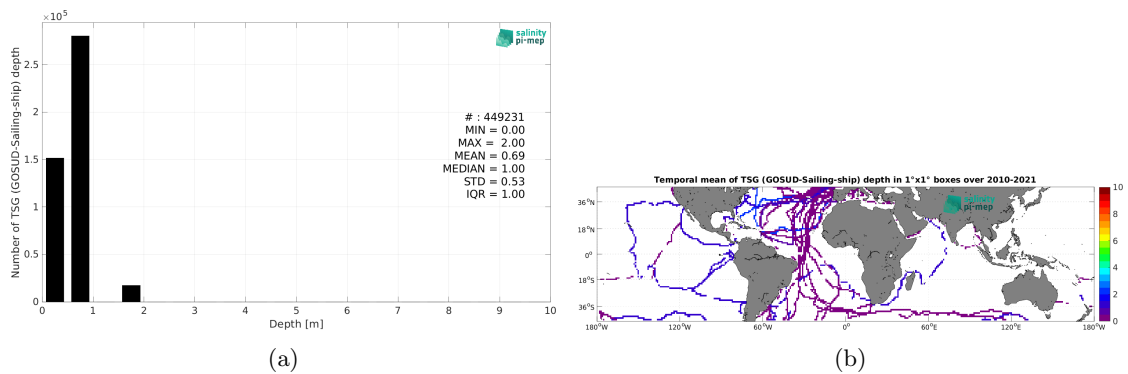 ×10⁵
2.5
2
1.5
1
0.5
0
Number of TSG (GOSUD-Sailing-ship) depth
salinity
pi-mep
# : 449231
MIN = 0.00
MAX = 2.00
MEAN = 0.69
MEDIAN = 1.00
STD = 0.53
IQR = 1.00
0 1 2 3 4 5 6 7 8 9 10
Depth [m]
(a)
Temporal mean of TSG (GOSUD-Sailing-ship) depth in 1°x1° boxes over 2010-2021
salinity
pi-mep
36°N
18°N
0°
18°S
36°S
180°W 120°W 60°W 0° 60°E 120°E 180°W
10
8
6
4
2
0
(b)